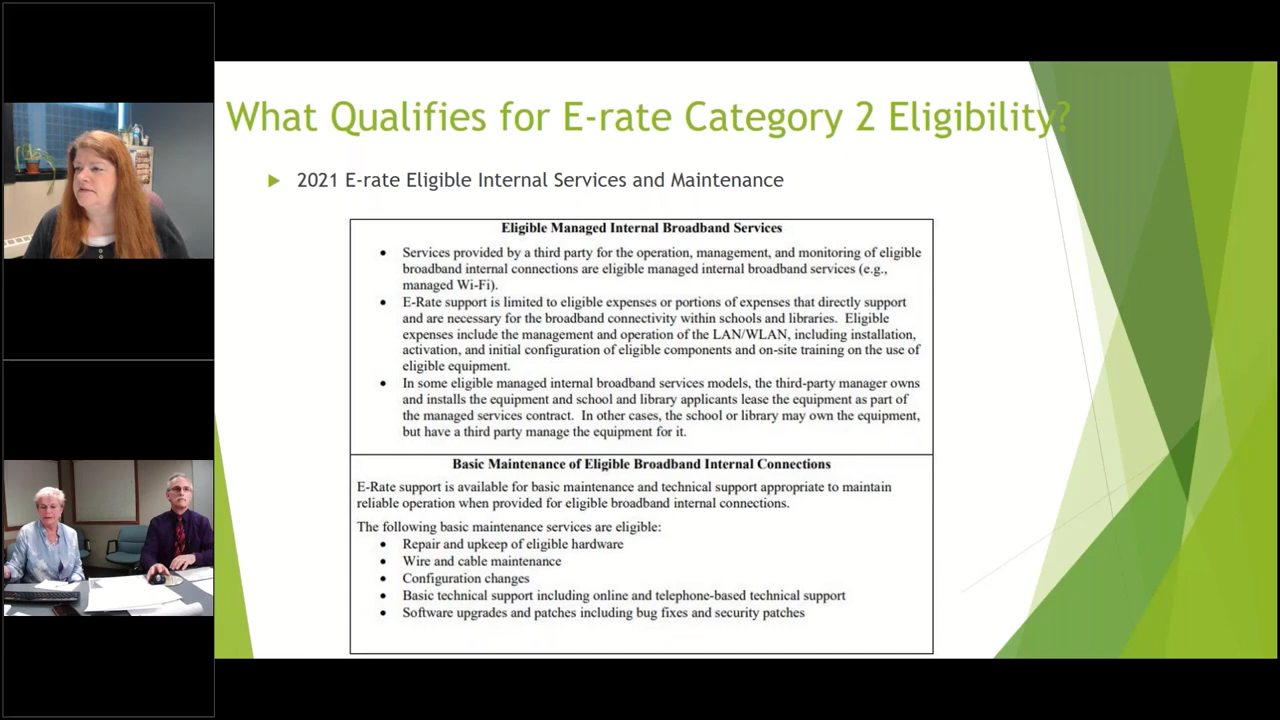 What Qualifies for E-rate Category 2 Eligibility?
2021 E-rate Eligible Internal Services and Maintenance
Eligible Managed Internal Broadband Services
• Services provided by a third party for the operation, management, and monitoring of eligible
broadband internal connections are eligible managed internal broadband services (e.g.,
managed Wi-Fi).
• E-Rate support is limited to eligible expenses or portions of expenses that directly support
and are necessary for the broadband connectivity within schools and libraries. Eligible
expenses include the management and operation of the LAN/WLAN, including installation,
activation, and initial configuration of eligible components and on-site training on the use of
eligible equipment.
• In some eligible managed internal broadband services models, the third-party manager owns
and installs the equipment and school and library applicants lease the equipment as part of
the managed services contract. In other cases, the school or library may own the equipment,
but have a third party manage the equipment for it.
Basic Maintenance of Eligible Broadband Internal Connections
E-Rate support is available for basic maintenance and technical support appropriate to maintain
reliable operation when provided for eligible broadband internal connections.
The following basic maintenance services are eligible:
• Repair and upkeep of eligible hardware
• Wire and cable maintenance
• Configuration changes
• Basic technical support including online and telephone-based technical support
• Software upgrades and patches including bug fixes and security patches